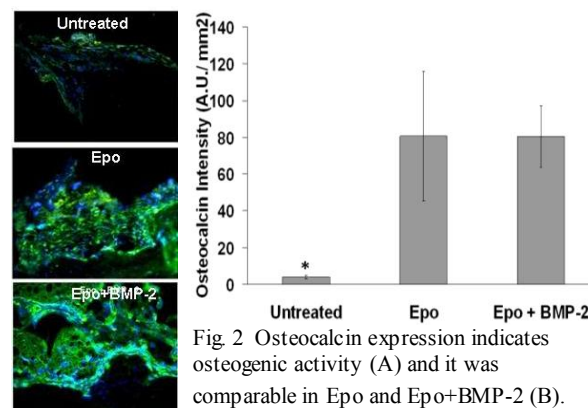 Untreated
Epo
Epo+BMP-2
Osteocalcin Intensity (A.U./ mm2)
140
120
100
80
60
40
20
0
*
Untreated
Epo
Epo + BMP-2
Fig. 2 Osteocalcin expression indicates
osteogenic activity (A) and it was
comparable in Epo and Epo+BMP-2 (B).